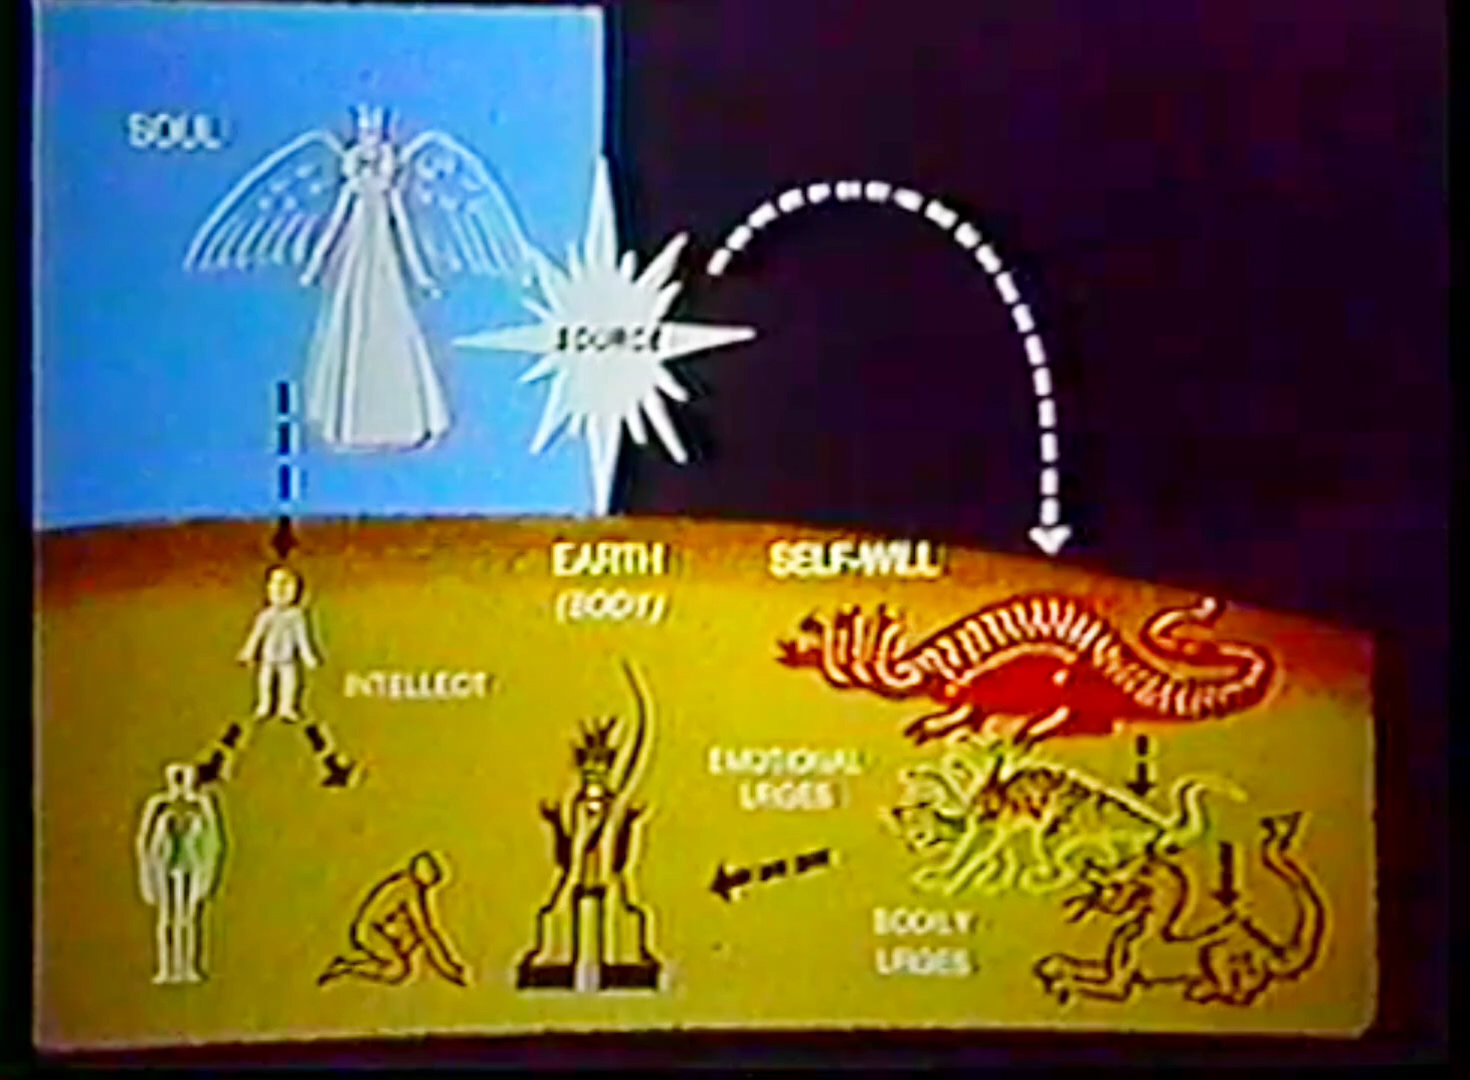 SOUL
SOURCE
EARTH
(BODY)
SELF-WILL
INTELLECT
EMOTIONAL
URGES
BODILY
URGES